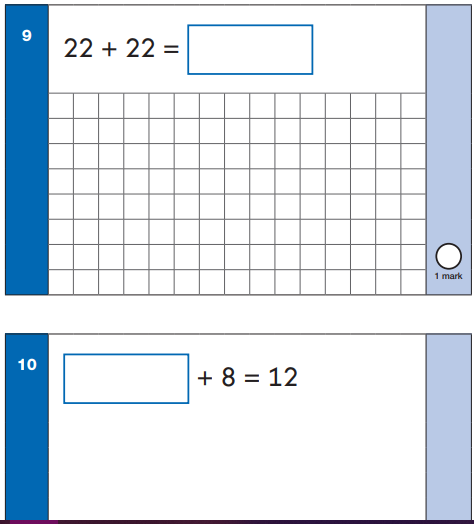 9
22 + 22 =
1 mark
10
+ 8 = 12